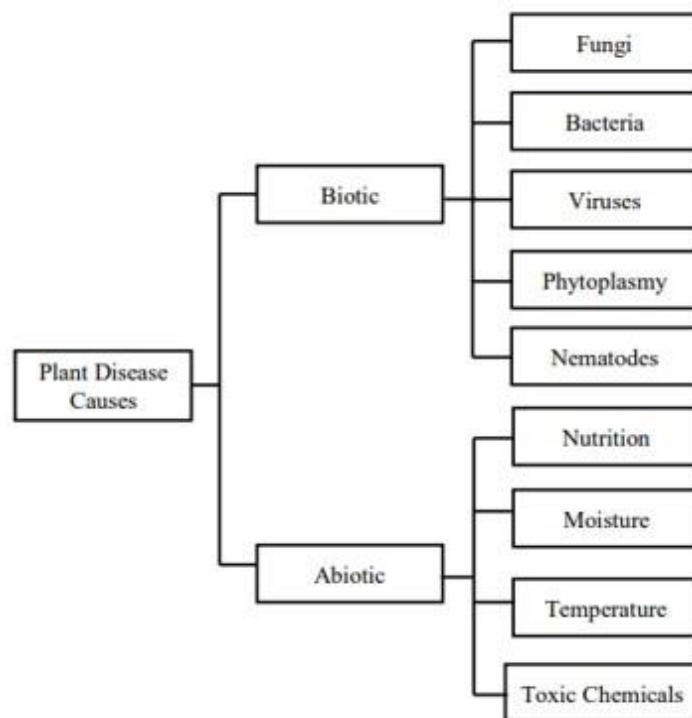 Fungi
Bacteria
Biotic
Viruses
Phytoplasmy
Nematodes
Plant Disease
Causes
Nutrition
Moisture
Abiotic
Temperature
Toxic Chemicals